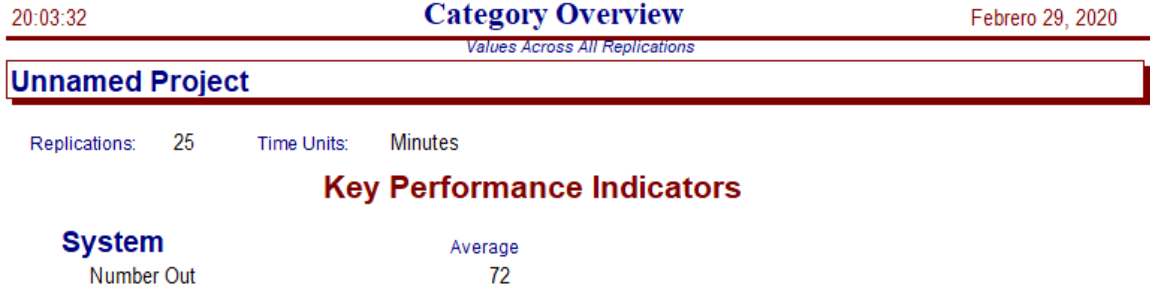 20:03:32 Category Overview Febrero 29, 2020
Values Across All Replications
Unnamed Project
Replications: 25 Time Units: Minutes
Key Performance Indicators
System Average
Number Out 72